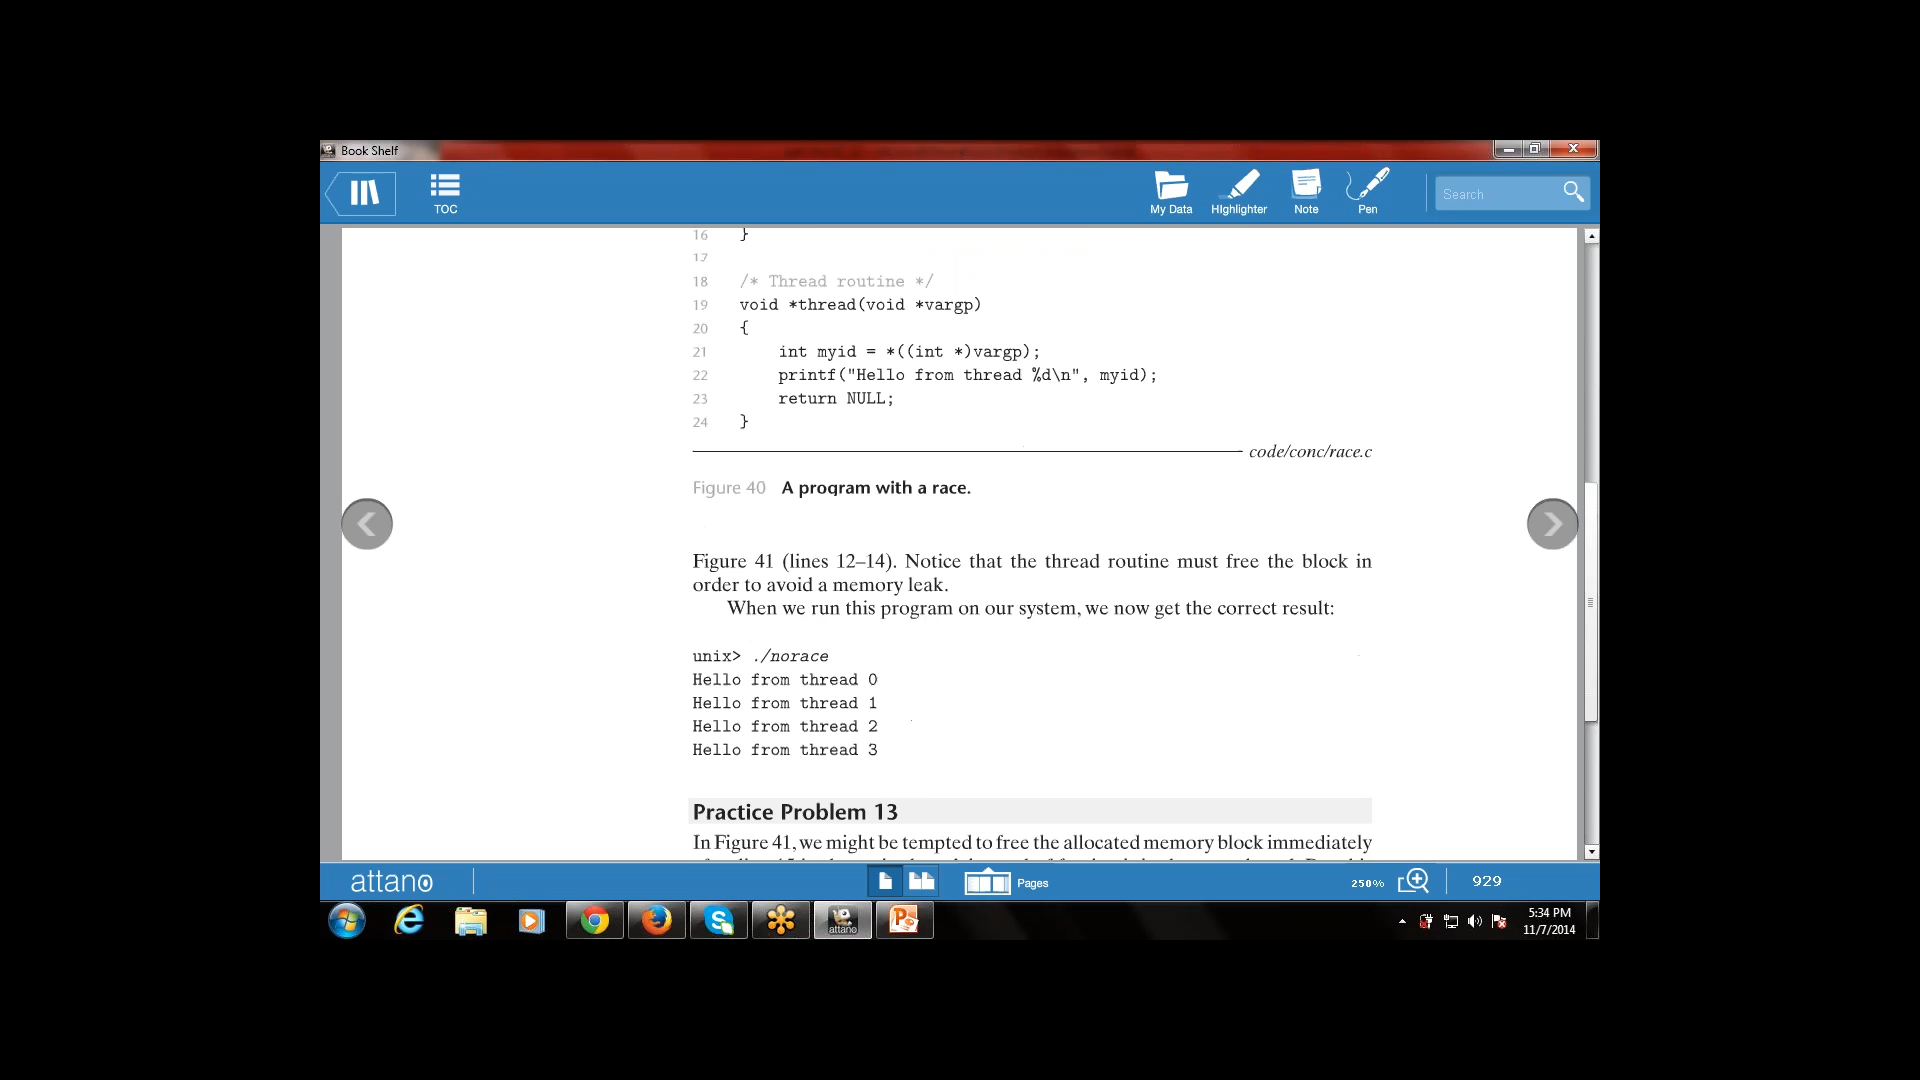 Book Shelf
TOC
My Data
HIghlighter
Note
Pen
Search
16 }
17
18 /* Thread routine */
19 void *thread(void *vargp)
20 {
21 int myid = *((int *)vargp);
22 printf("Hello from thread %d\n", myid);
23 return NULL;
24 }
code/conc/race.c
Figure 40 A program with a race.
Figure 41 (lines 12–14). Notice that the thread routine must free the block in
order to avoid a memory leak.
When we run this program on our system, we now get the correct result:
unix> ./norace
Hello from thread 0
Hello from thread 1
Hello from thread 2
Hello from thread 3
Practice Problem 13
In Figure 41, we might be tempted to free the allocated memory block immediately
attano
Pages
250%
929
attano
5:34 PM
11/7/2014